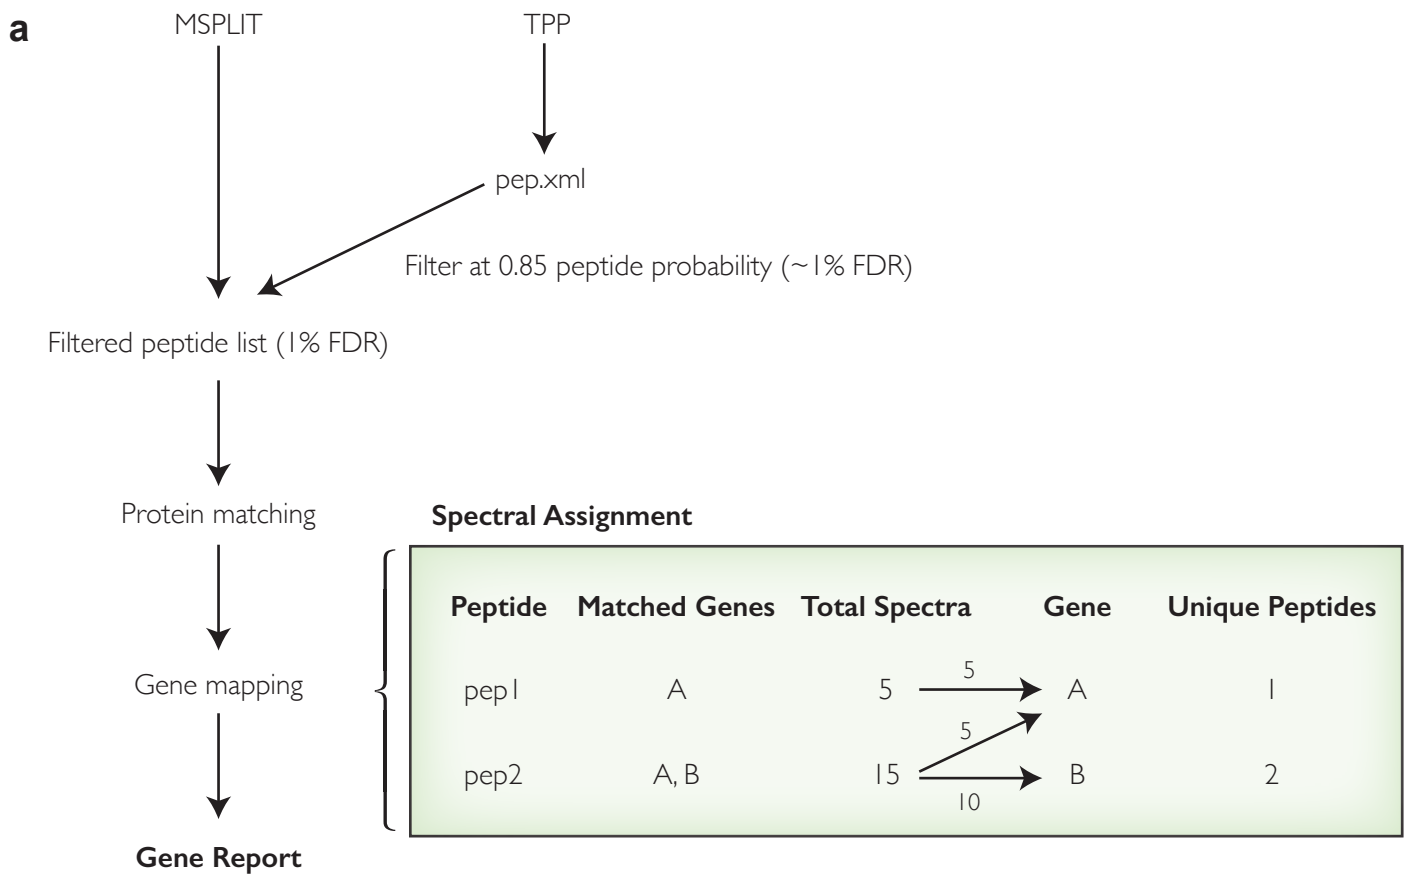 a
MSPLIT TPP
pep.xml
Filter at 0.85 peptide probability (~1% FDR)
Filtered peptide list (1% FDR)
Protein matching
Spectral Assignment
Peptide Matched Genes Total Spectra Gene Unique Peptides
5
pep1 A 5 A 1
5
pep2 A, B 15 B 2
10
Gene mapping
Gene Report